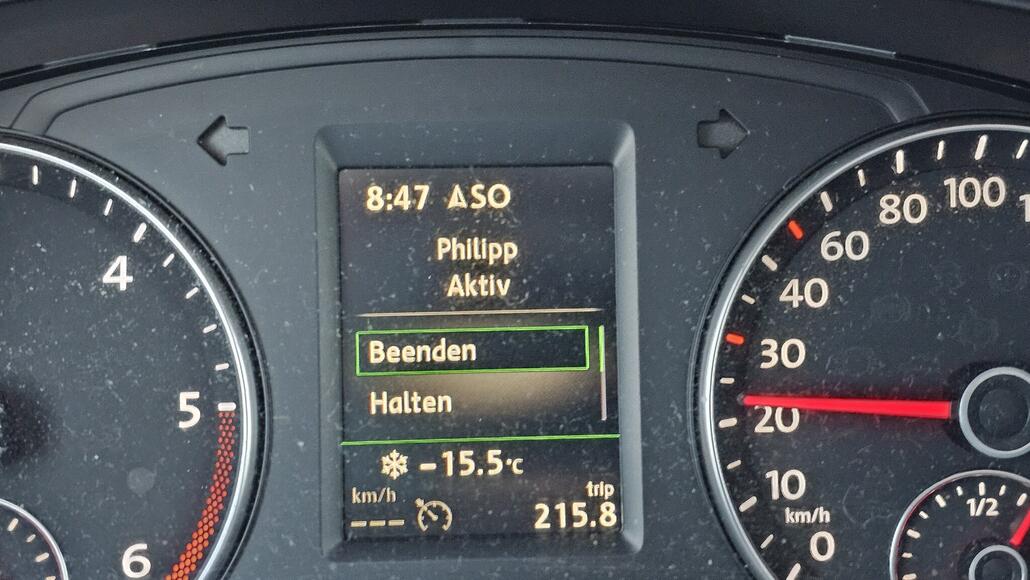 8:47 ASO
Philipp
Aktiv
Beenden
Halten
-15.5°C
km/h
trip
--- 215.8
4
5
6
100
80
60
40
30
20
10
km/h
0
1/2